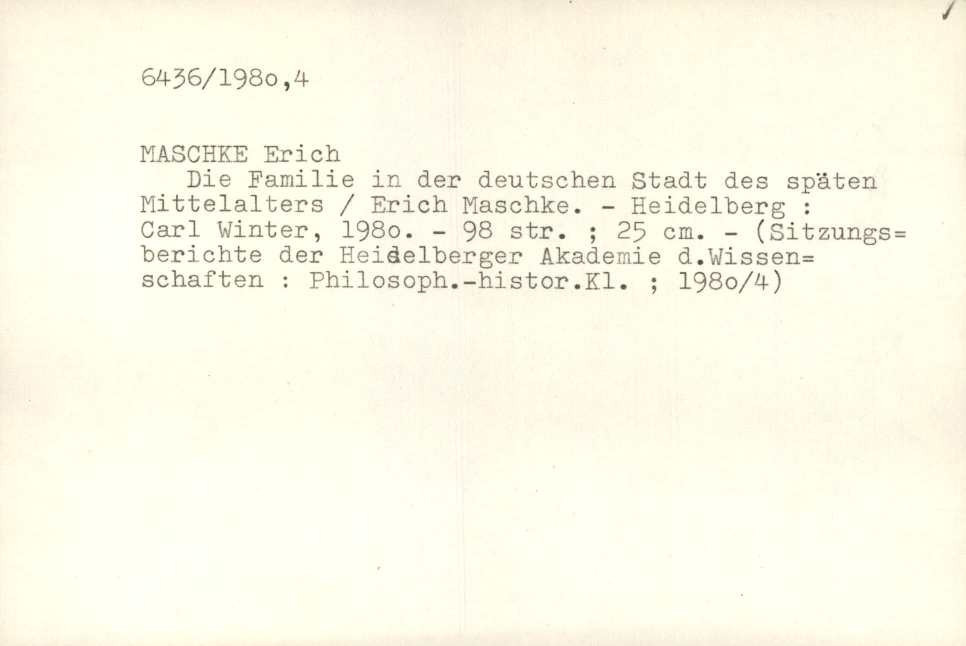 6436/198o,4
MASCHKE Erich
Die Familie in der deutschen Stadt des späten
Mittelalters / Erich Maschke. - Heidelberg :
Carl Winter, 198o. - 98 str. ; 25 cm. - (Sitzungs=
berichte der Heidelberger Akademie d.Wissen=
schaften : Philosoph.-histor.Kl. ; 198o/4)